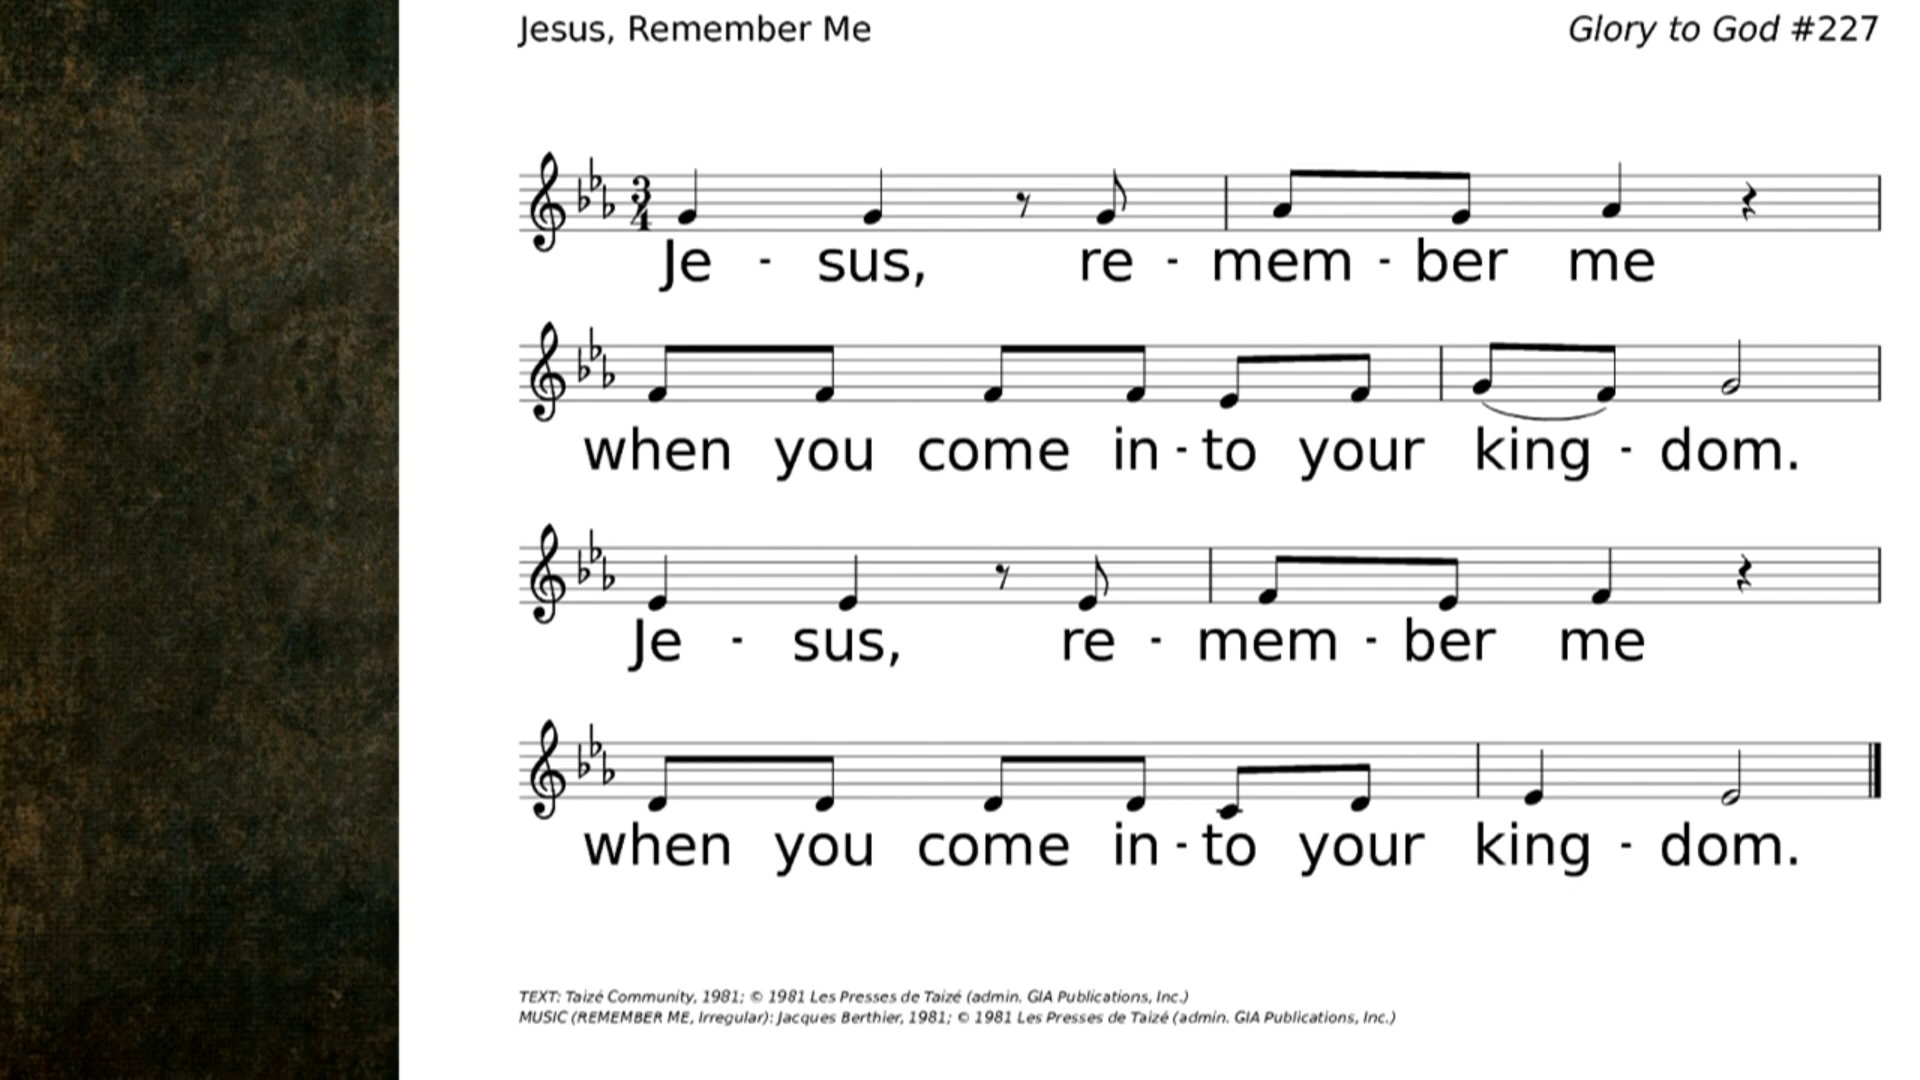 Jesus, Remember Me Glory to God #227
Je - sus, re - mem - ber me
when you come in - to your king - dom.
Je - sus, re - mem - ber me
when you come in - to your king - dom.
TEXT: Taizé Community, 1981; © 1981 Les Presses de Taizé (admin. GIA Publications, Inc.)
MUSIC (REMEMBER ME, Irregular): Jacques Berthier, 1981; © 1981 Les Presses de Taizé (admin. GIA Publications, Inc.)